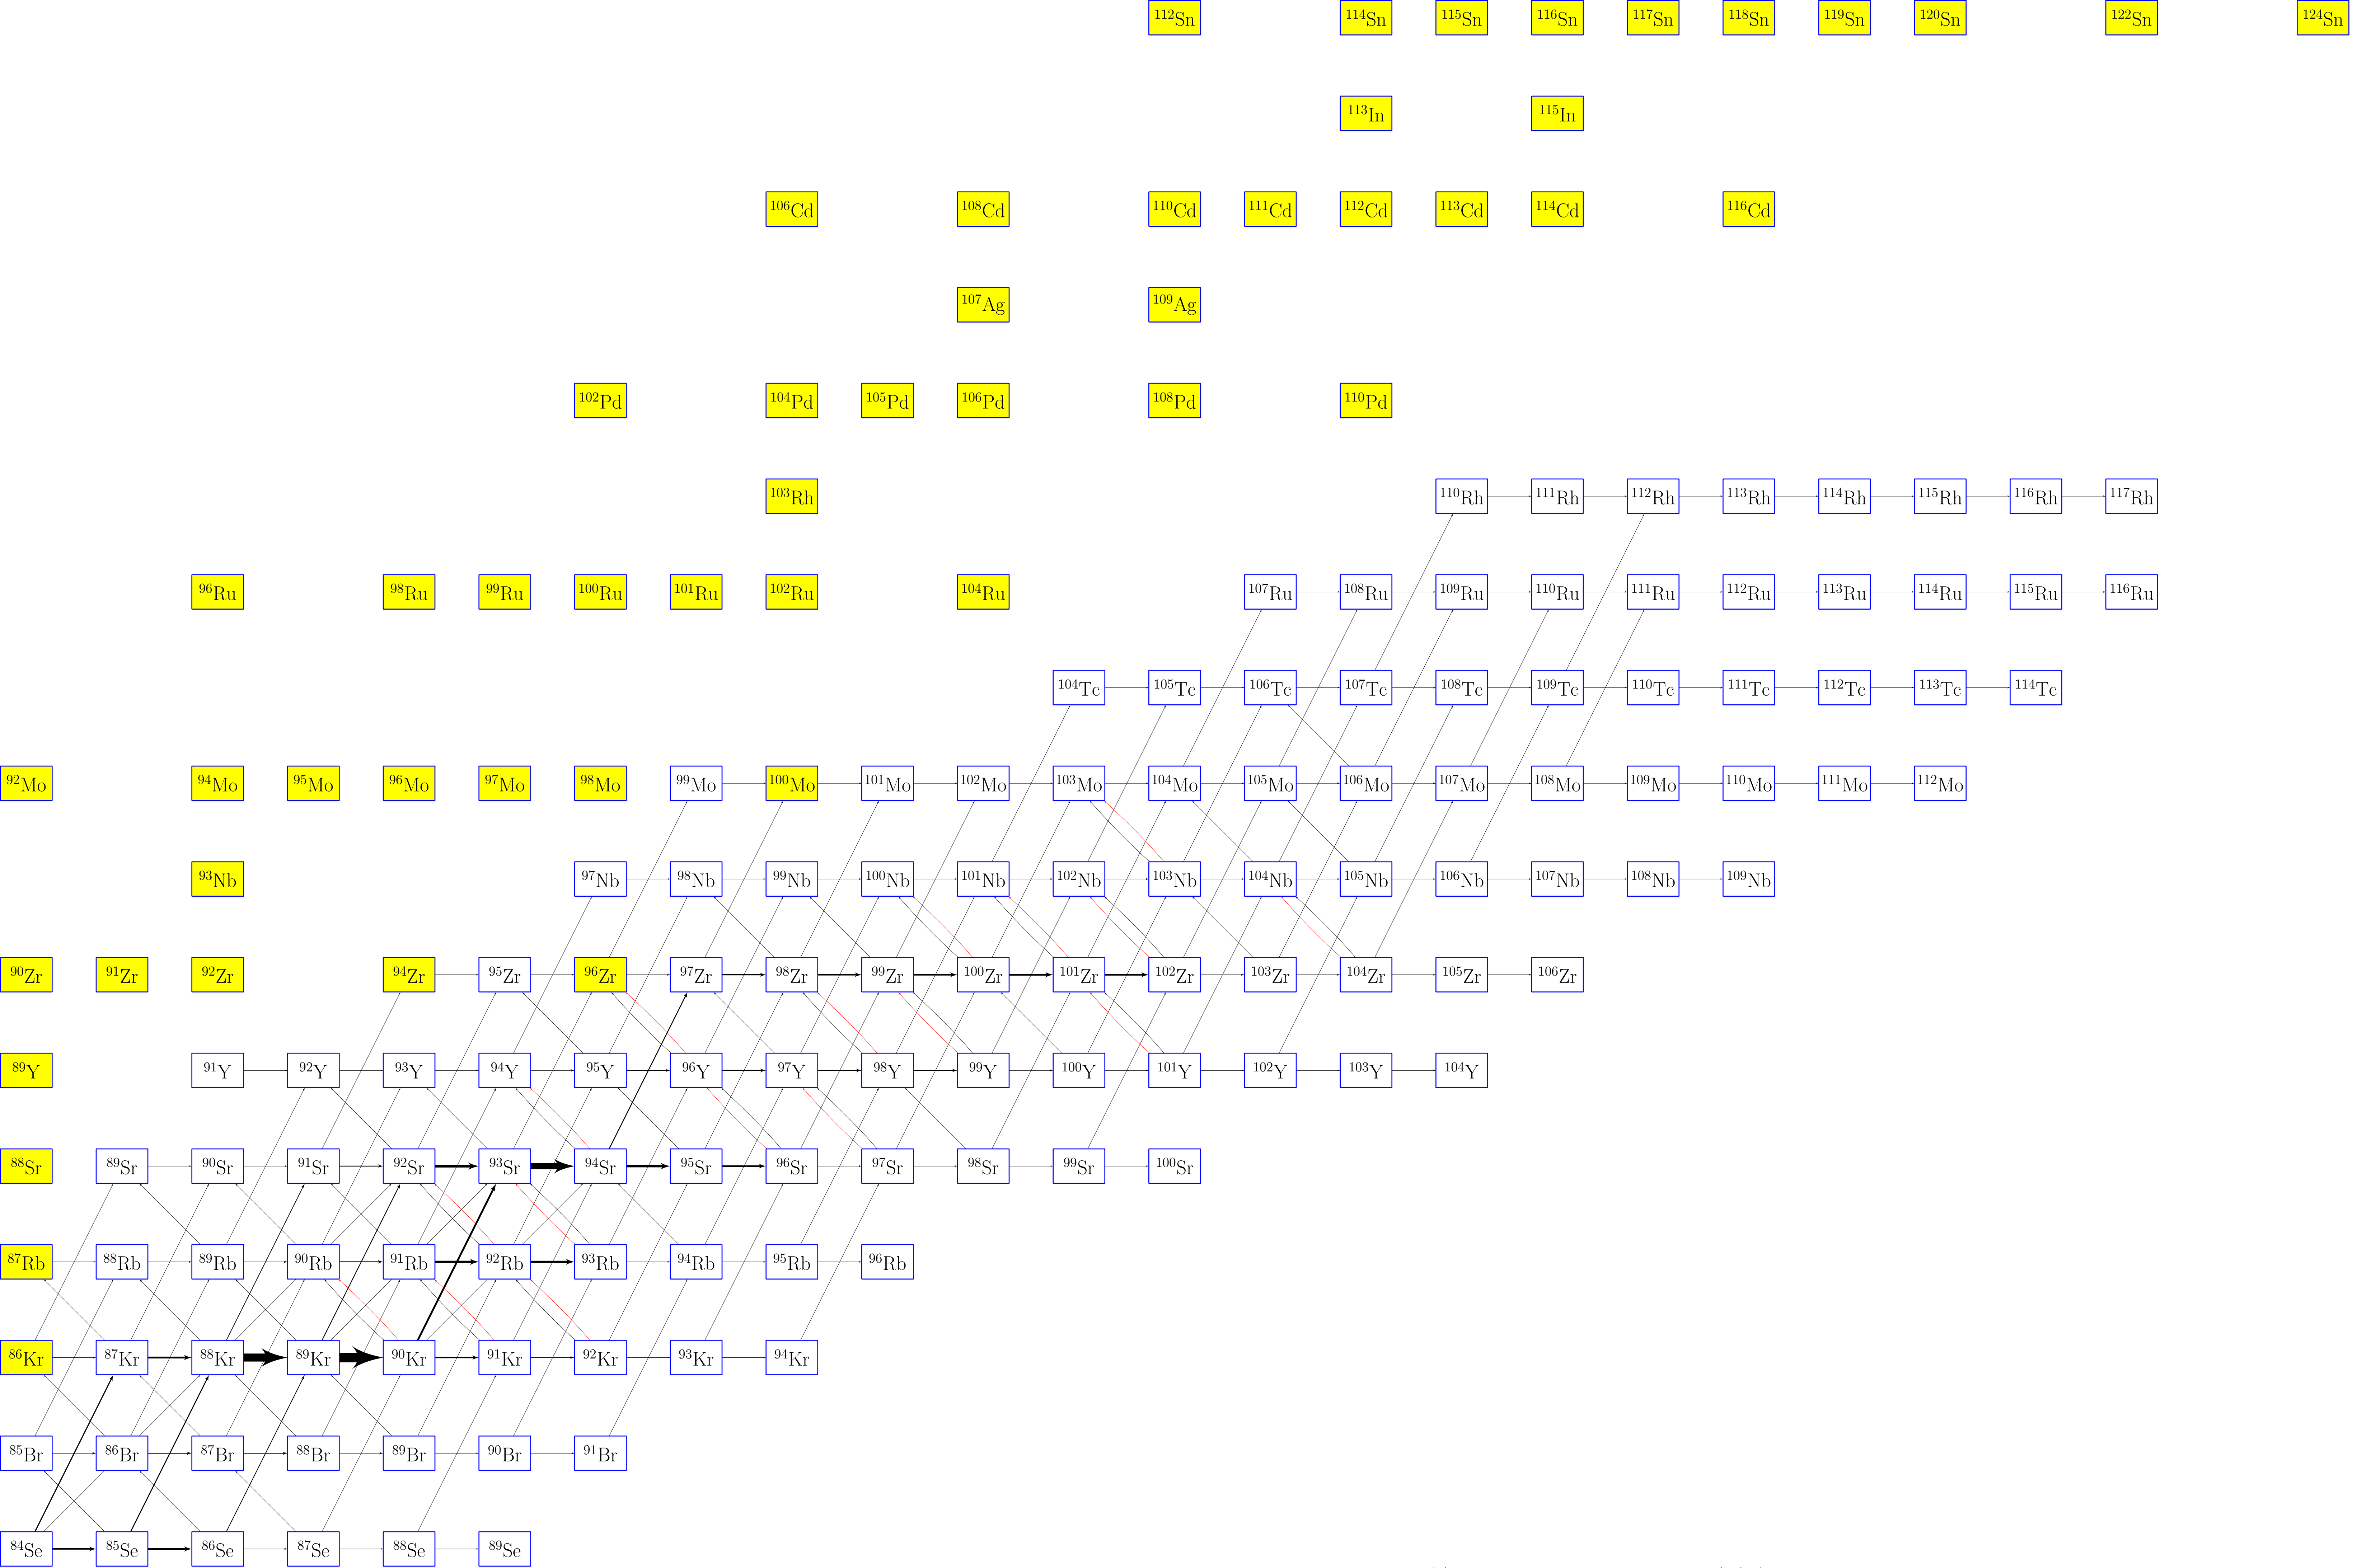 ¹¹²Sn ¹¹⁴Sn ¹¹⁵Sn ¹¹⁶Sn ¹¹⁷Sn ¹¹⁸Sn ¹¹⁹Sn ¹²⁰Sn ¹²²Sn ¹²⁴Sn
¹¹³In ¹¹⁵In
¹⁰⁶Cd ¹⁰⁸Cd ¹¹⁰Cd ¹¹¹Cd ¹¹²Cd ¹¹³Cd ¹¹⁴Cd ¹¹⁶Cd
¹⁰⁷Ag ¹⁰⁹Ag
¹⁰²Pd ¹⁰⁴Pd ¹⁰⁵Pd ¹⁰⁶Pd ¹⁰⁸Pd ¹¹⁰Pd
¹⁰³Rh ¹¹⁰Rh ¹¹¹Rh ¹¹²Rh ¹¹³Rh ¹¹⁴Rh ¹¹⁵Rh ¹¹⁶Rh ¹¹⁷Rh
⁹⁶Ru ⁹⁸Ru ⁹⁹Ru ¹⁰⁰Ru ¹⁰¹Ru ¹⁰²Ru ¹⁰⁴Ru ¹⁰⁷Ru ¹⁰⁸Ru ¹⁰⁹Ru ¹¹⁰Ru ¹¹¹Ru ¹¹²Ru ¹¹³Ru ¹¹⁴Ru ¹¹⁵Ru ¹¹⁶Ru
¹⁰⁴Tc ¹⁰⁵Tc ¹⁰⁶Tc ¹⁰⁷Tc ¹⁰⁸Tc ¹⁰⁹Tc ¹¹⁰Tc ¹¹¹Tc ¹¹²Tc ¹¹³Tc ¹¹⁴Tc
⁹²Mo ⁹⁴Mo ⁹⁵Mo ⁹⁶Mo ⁹⁷Mo ⁹⁸Mo ⁹⁹Mo ¹⁰⁰Mo ¹⁰¹Mo ¹⁰²Mo ¹⁰³Mo ¹⁰⁴Mo ¹⁰⁵Mo ¹⁰⁶Mo ¹⁰⁷Mo ¹⁰⁸Mo ¹⁰⁹Mo ¹¹⁰Mo ¹¹¹Mo ¹¹²Mo
⁹³Nb ⁹⁷Nb ⁹⁸Nb ⁹⁹Nb ¹⁰⁰Nb ¹⁰¹Nb ¹⁰²Nb ¹⁰³Nb ¹⁰⁴Nb ¹⁰⁵Nb ¹⁰⁶Nb ¹⁰⁷Nb ¹⁰⁸Nb ¹⁰⁹Nb
⁹⁰Zr ⁹¹Zr ⁹²Zr ⁹⁴Zr ⁹⁵Zr ⁹⁶Zr ⁹⁷Zr ⁹⁸Zr ⁹⁹Zr ¹⁰⁰Zr ¹⁰¹Zr ¹⁰²Zr ¹⁰³Zr ¹⁰⁴Zr ¹⁰⁵Zr ¹⁰⁶Zr
⁸⁹Y ⁹¹Y ⁹²Y ⁹³Y ⁹⁴Y ⁹⁵Y ⁹⁶Y ⁹⁷Y ⁹⁸Y ⁹⁹Y ¹⁰⁰Y ¹⁰¹Y ¹⁰²Y ¹⁰³Y ¹⁰⁴Y
⁸⁸Sr ⁸⁹Sr ⁹⁰Sr ⁹¹Sr ⁹²Sr ⁹³Sr ⁹⁴Sr ⁹⁵Sr ⁹⁶Sr ⁹⁷Sr ⁹⁸Sr ⁹⁹Sr ¹⁰⁰Sr
⁸⁷Rb ⁸⁸Rb ⁸⁹Rb ⁹⁰Rb ⁹¹Rb ⁹²Rb ⁹³Rb ⁹⁴Rb ⁹⁵Rb ⁹⁶Rb
⁸⁶Kr ⁸⁷Kr ⁸⁸Kr ⁸⁹Kr ⁹⁰Kr ⁹¹Kr ⁹²Kr ⁹³Kr ⁹⁴Kr
⁸⁵Br ⁸⁶Br ⁸⁷Br ⁸⁸Br ⁸⁹Br ⁹⁰Br ⁹¹Br
⁸⁴Se ⁸⁵Se ⁸⁶Se ⁸⁷Se ⁸⁸Se ⁸⁹Se